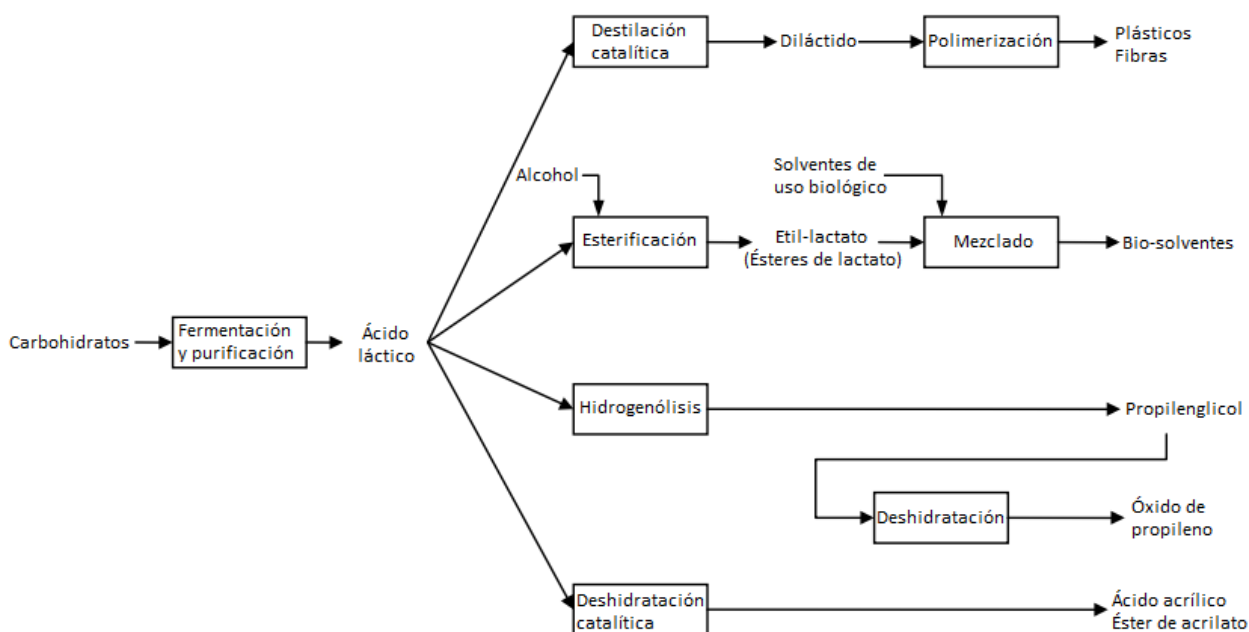 Destilación
catalítica
Diláctido
Polimerización
Plásticos
Fibras
Alcohol
Solventes de
uso biológico
Esterificación
Etil-lactato
(Ésteres de lactato)
Mezclado
Bio-solventes
Carbohidratos
Fermentación
y purificación
Ácido
láctico
Hidrogenólisis
Propilenglicol
Deshidratación
Óxido de
propileno
Deshidratación
catalítica
Ácido acrílico
Éster de acrilato